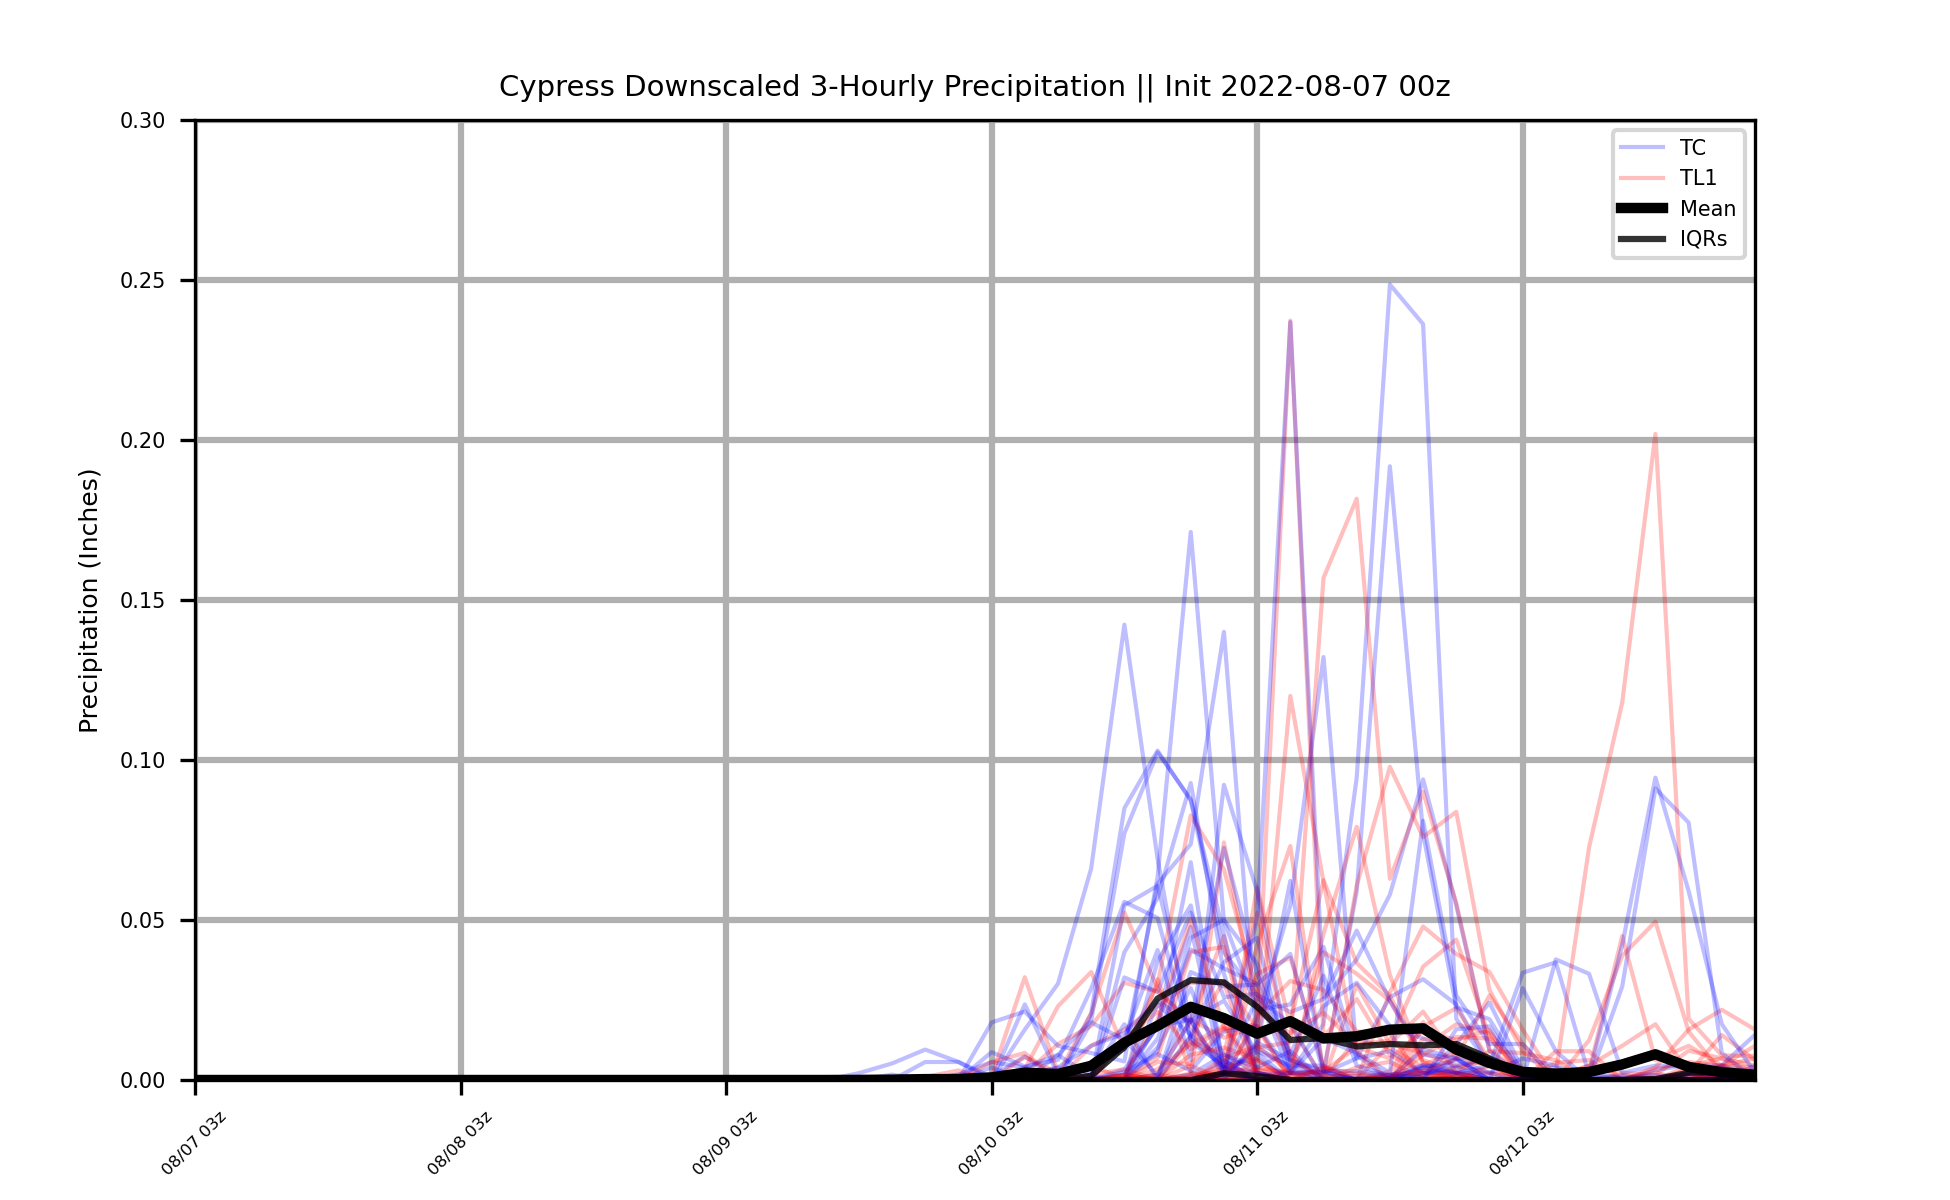 Cypress Downscaled 3-Hourly Precipitation || Init 2022-08-07 00z
TC
TL1
Mean
IQRs
Precipitation (Inches)
0.30
0.25
0.20
0.15
0.10
0.05
0.00
08/07 03z
08/08 03z
08/09 03z
08/10 03z
08/11 03z
08/12 03z